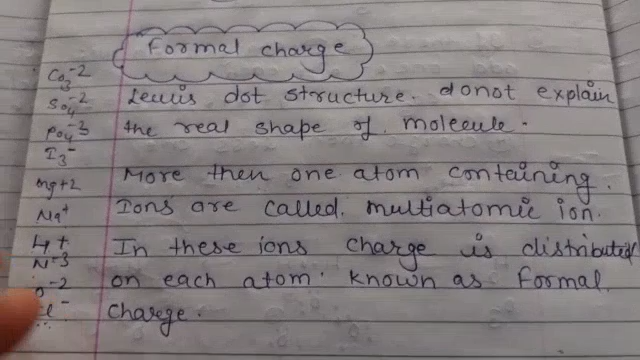 Formal charge
CO3-2
SO4-2
PO4-3
I3-
Mg+2
Na+
H+
N-3
O-2
Lewis dot structure. donot explain
the real shape of molecule.
More then one atom containing.
Ions are called. multiatomic ion.
In these ions charge is distributed
on each atom. known as Formal.
Charge.